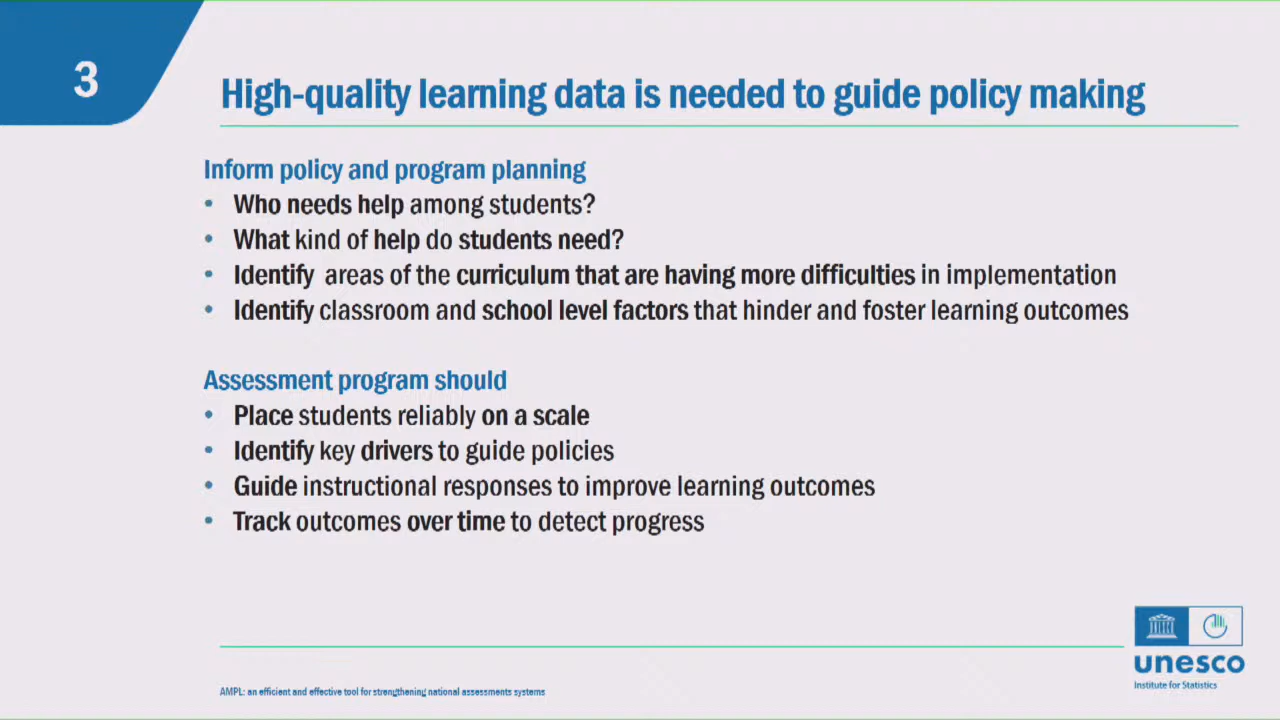 3
High-quality learning data is needed to guide policy making
Inform policy and program planning
• Who needs help among students?
• What kind of help do students need?
• Identify areas of the curriculum that are having more difficulties in implementation
• Identify classroom and school level factors that hinder and foster learning outcomes
Assessment program should
• Place students reliably on a scale
• Identify key drivers to guide policies
• Guide instructional responses to improve learning outcomes
• Track outcomes over time to detect progress
unesco
Institute for Statistics
AMPL: an efficient and effective tool for strengthening national assessments systems